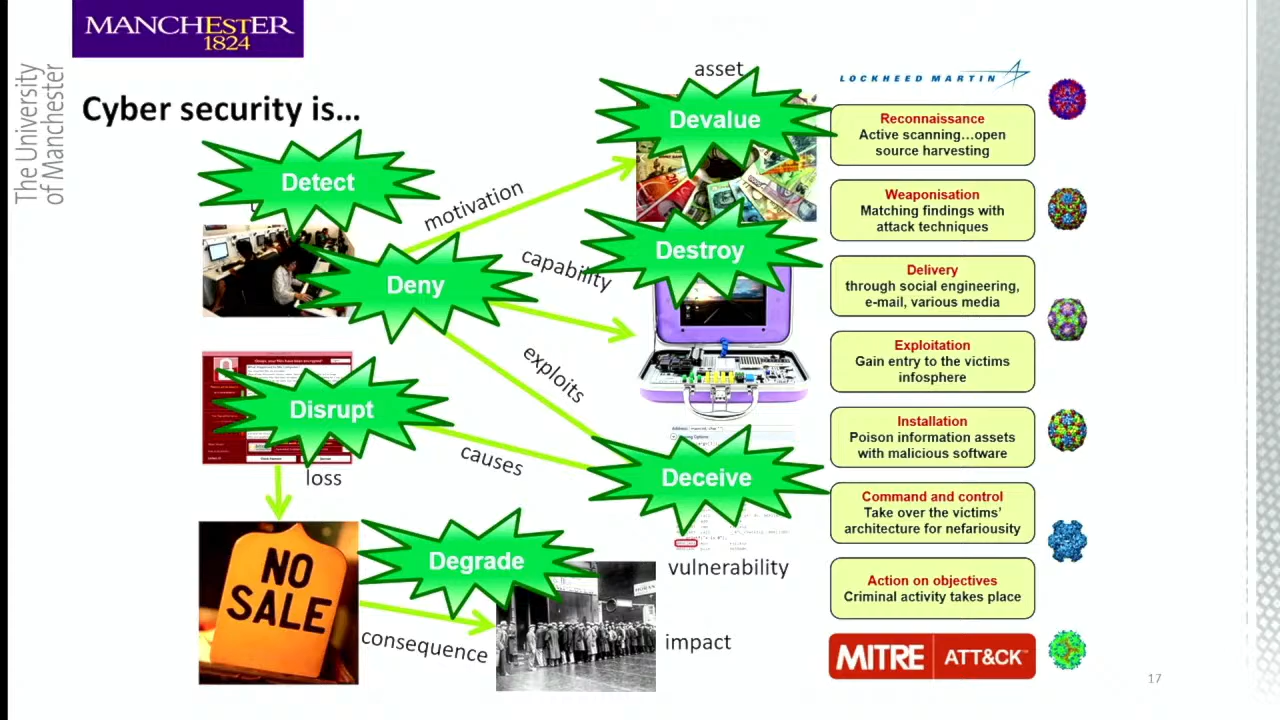 MANCHESTER
1824
The University
of Manchester
Cyber security is...
asset
LOCKHEED MARTIN
Detect
Devalue
motivation
Deny
capability
Destroy
exploits
Disrupt
causes
Deceive
loss
NO
SALE
Degrade
vulnerability
consequence
impact
Reconnaissance
Active scanning...open
source harvesting
Weaponisation
Matching findings with
attack techniques
Delivery
through social engineering,
e-mail, various media
Exploitation
Gain entry to the victims
infosphere
Installation
Poison information assets
with malicious software
Command and control
Take over the victims'
architecture for nefariousity
Action on objectives
Criminal activity takes place
MITRE ATT&CK™
17